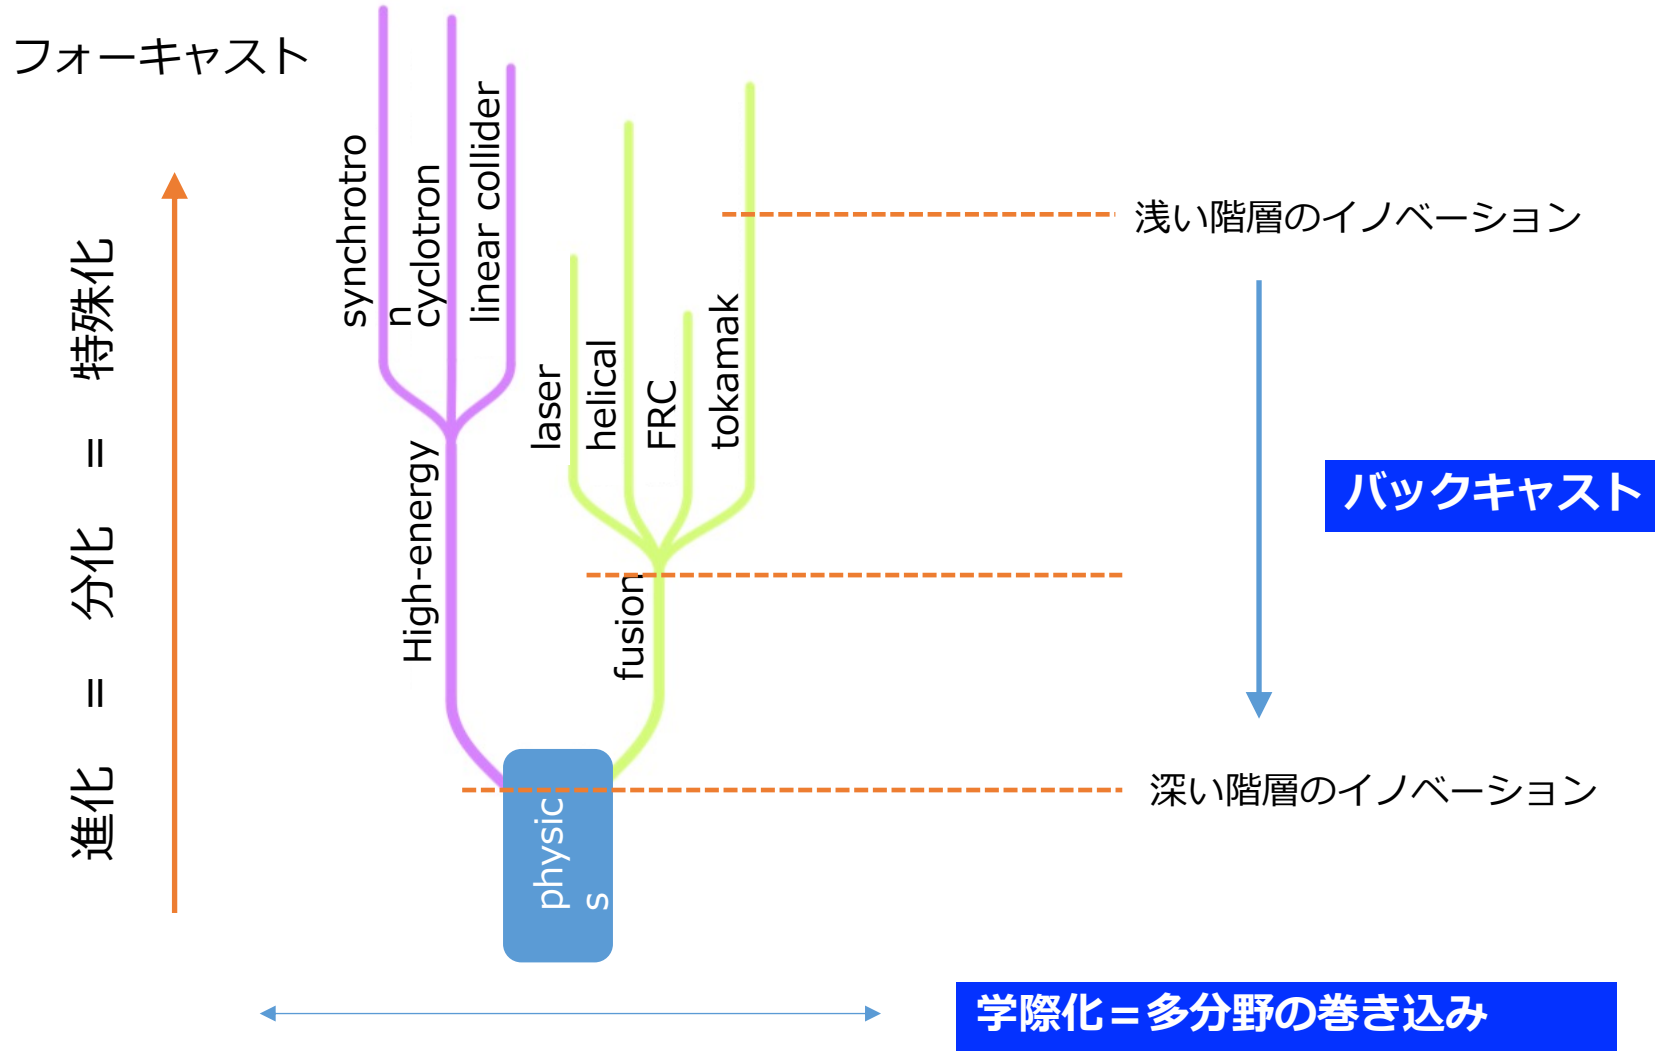 フォーキャスト
進化 = 分化 = 特殊化
synchrotro
n
cyclotron
linear collider
High-energy
laser
helical
FRC
tokamak
fusion
physic
s
浅い階層のイノベーション
バックキャスト
深い階層のイノベーション
学際化＝多分野の巻き込み